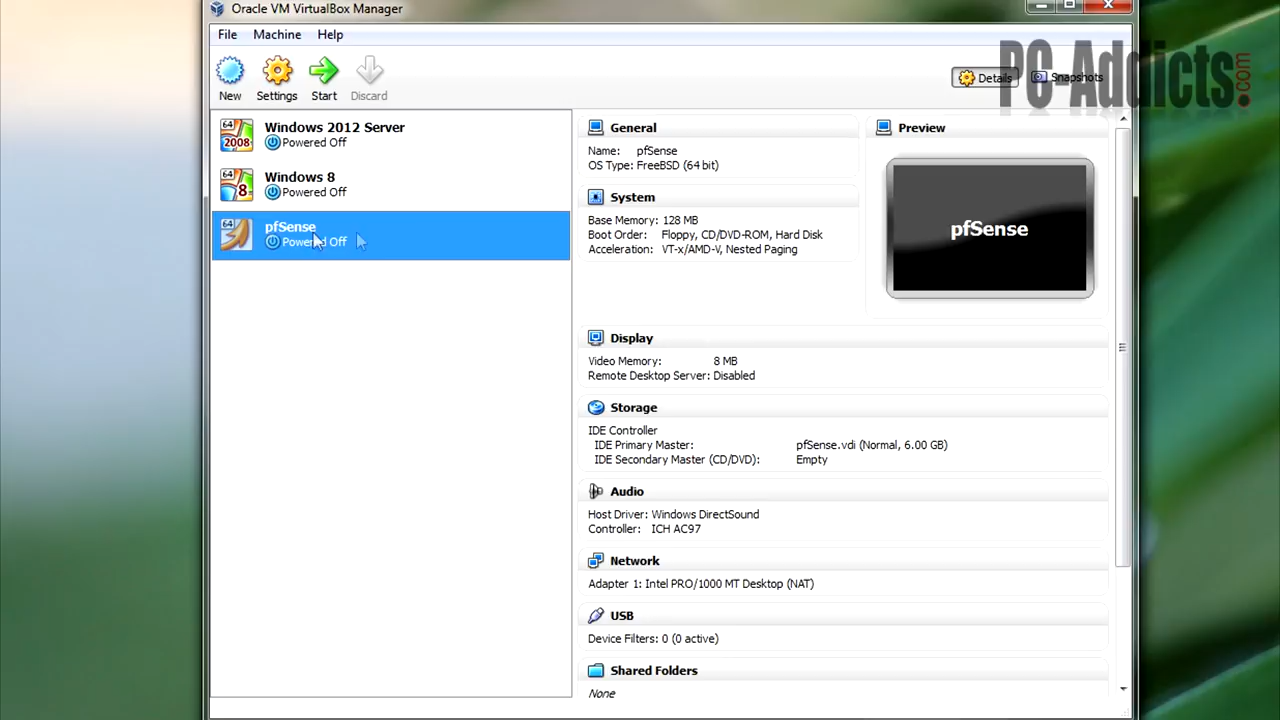 Oracle VM VirtualBox Manager
File Machine Help
New Settings Start Discard
Details Snapshots
PC-Addicts.com
64 2008 Windows 2012 Server
Powered Off
64 8 Windows 8
Powered Off
64 pfSense
Powered Off
General
Name: pfSense
OS Type: FreeBSD (64 bit)
System
Base Memory: 128 MB
Boot Order: Floppy, CD/DVD-ROM, Hard Disk
Acceleration: VT-x/AMD-V, Nested Paging
Preview
pfSense
Display
Video Memory: 8 MB
Remote Desktop Server: Disabled
Storage
IDE Controller
IDE Primary Master: pfSense.vdi (Normal, 6.00 GB)
IDE Secondary Master (CD/DVD): Empty
Audio
Host Driver: Windows DirectSound
Controller: ICH AC97
Network
Adapter 1: Intel PRO/1000 MT Desktop (NAT)
USB
Device Filters: 0 (0 active)
Shared Folders
None